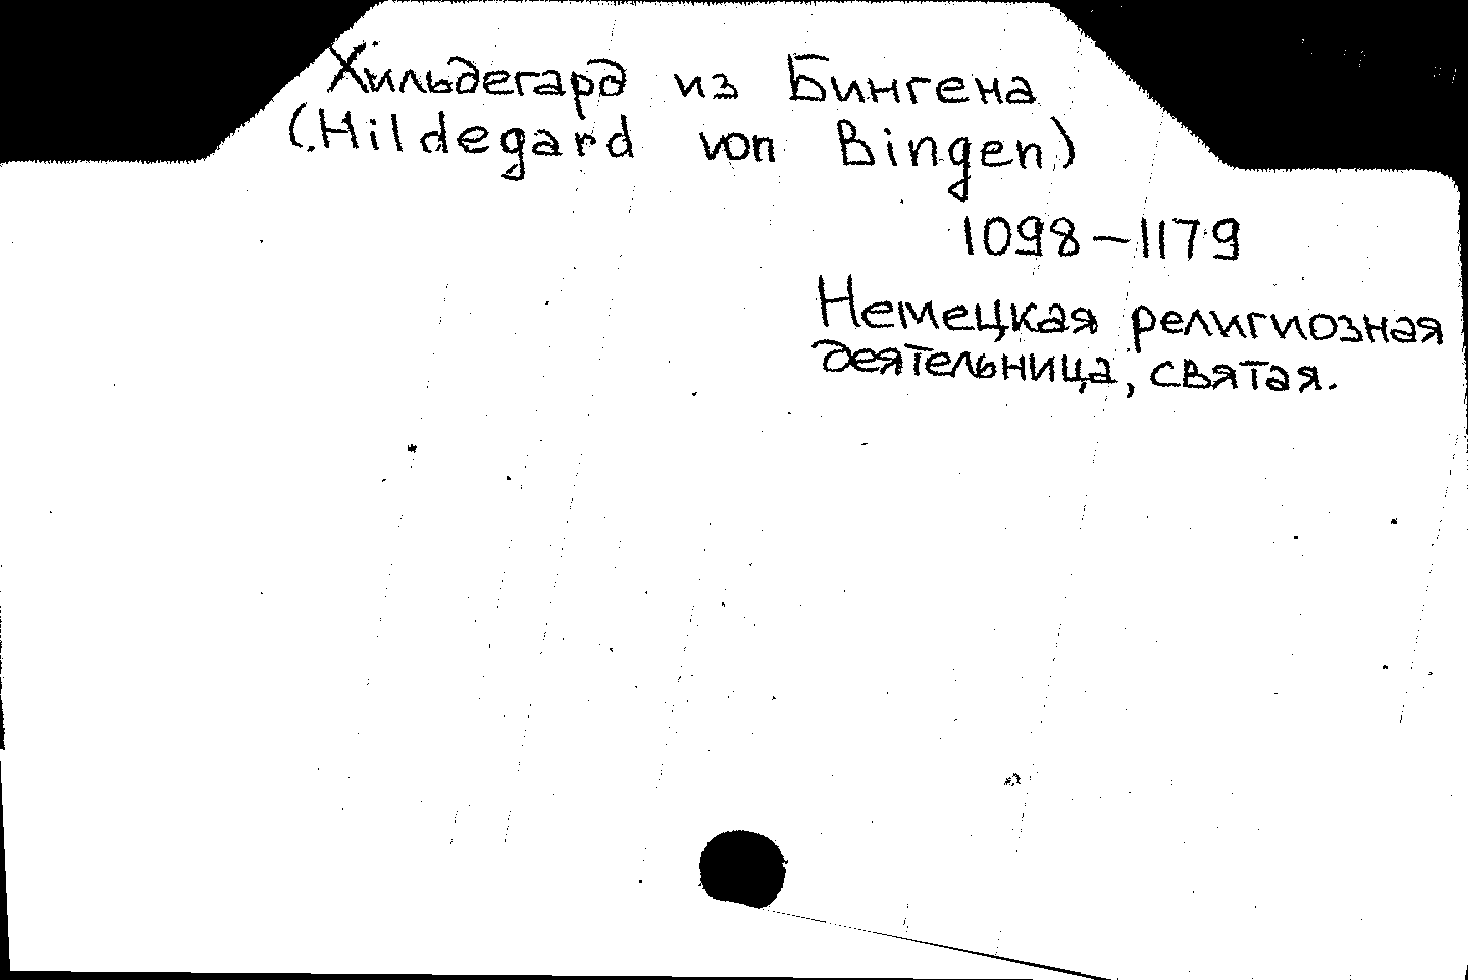 Хильдегард из Бингена
(Hildegard von Bingen)
1098–1179
Немецкая религиозная
деятельница, святая.